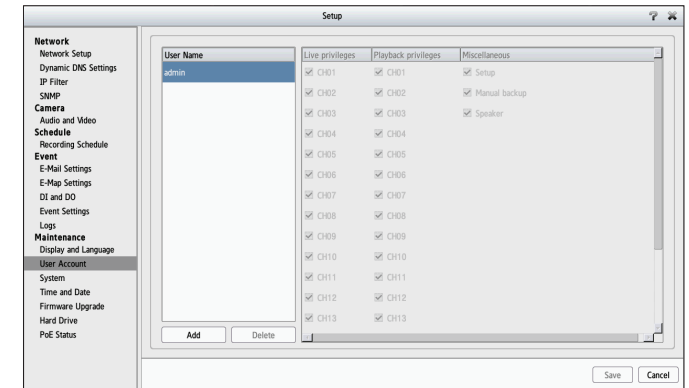 Setup
Network
Network Setup
Dynamic DNS Settings
IP Filter
SNMP
Camera
Audio and Video
Schedule
Recording Schedule
Event
E-Mail Settings
E-Map Settings
DI and DO
Event Settings
Logs
Maintenance
Display and Language
User Account
System
Time and Date
Firmware Upgrade
Hard Drive
PoE Status
User Name
admin
Add Delete
Live privileges Playback privileges Miscellaneous
CH01 CH01 Setup
CH02 CH02 Manual backup
CH03 CH03 Speaker
CH04 CH04
CH05 CH05
CH06 CH06
CH07 CH07
CH08 CH08
CH09 CH09
CH10 CH10
CH11 CH11
CH12 CH12
CH13 CH13
Save Cancel